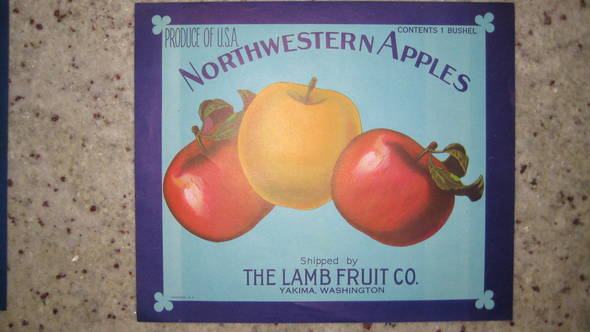 PRODUCE OF U.S.A.
CONTENTS 1 BUSHEL
NORTHWESTERN APPLES
Shipped by
THE LAMB FRUIT CO.
YAKIMA, WASHINGTON